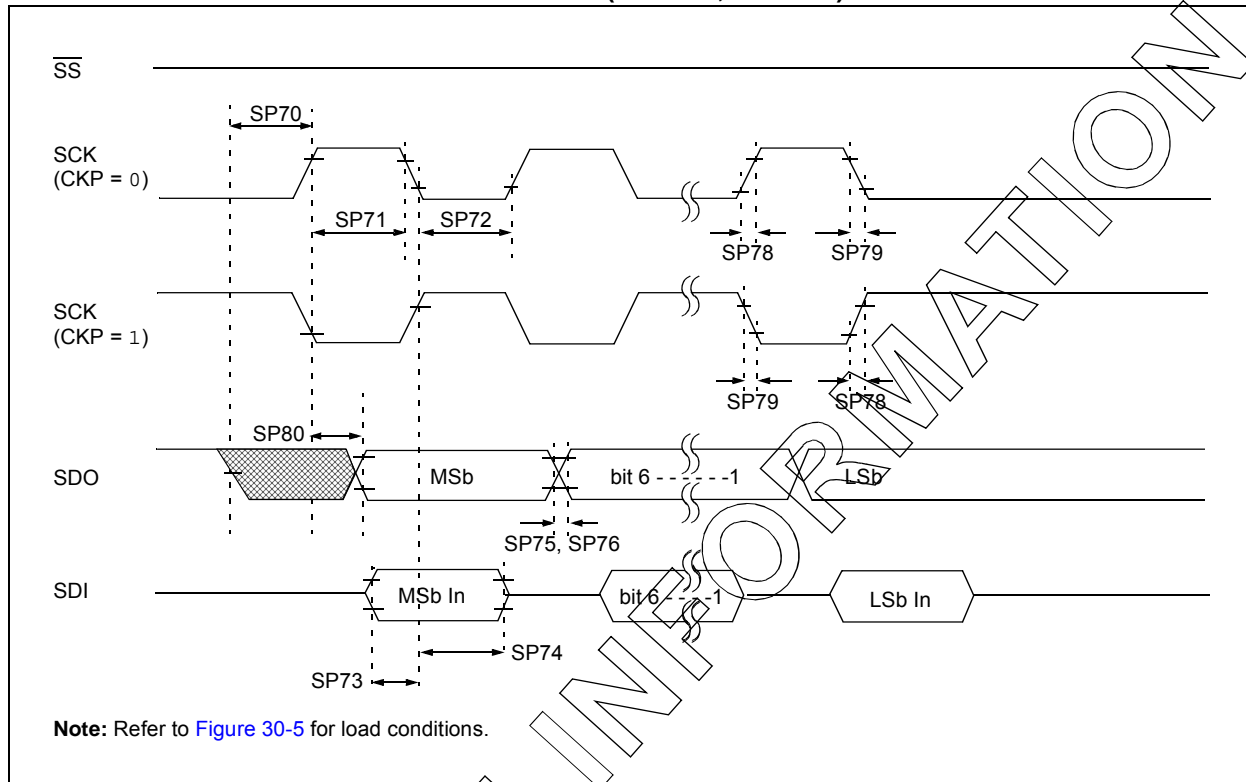 SS
SP70
SCK
(CKP = 0)
SP71
SP72
SP78
SP79
SCK
(CKP = 1)
SP79
SP78
SP80
SDO
MSb
bit 6 - - - - - -1
LSb
SP75, SP76
SDI
MSb In
bit 6 - - - - -1
LSb In
SP74
SP73
Note: Refer to Figure 30-5 for load conditions.
INFORMATION